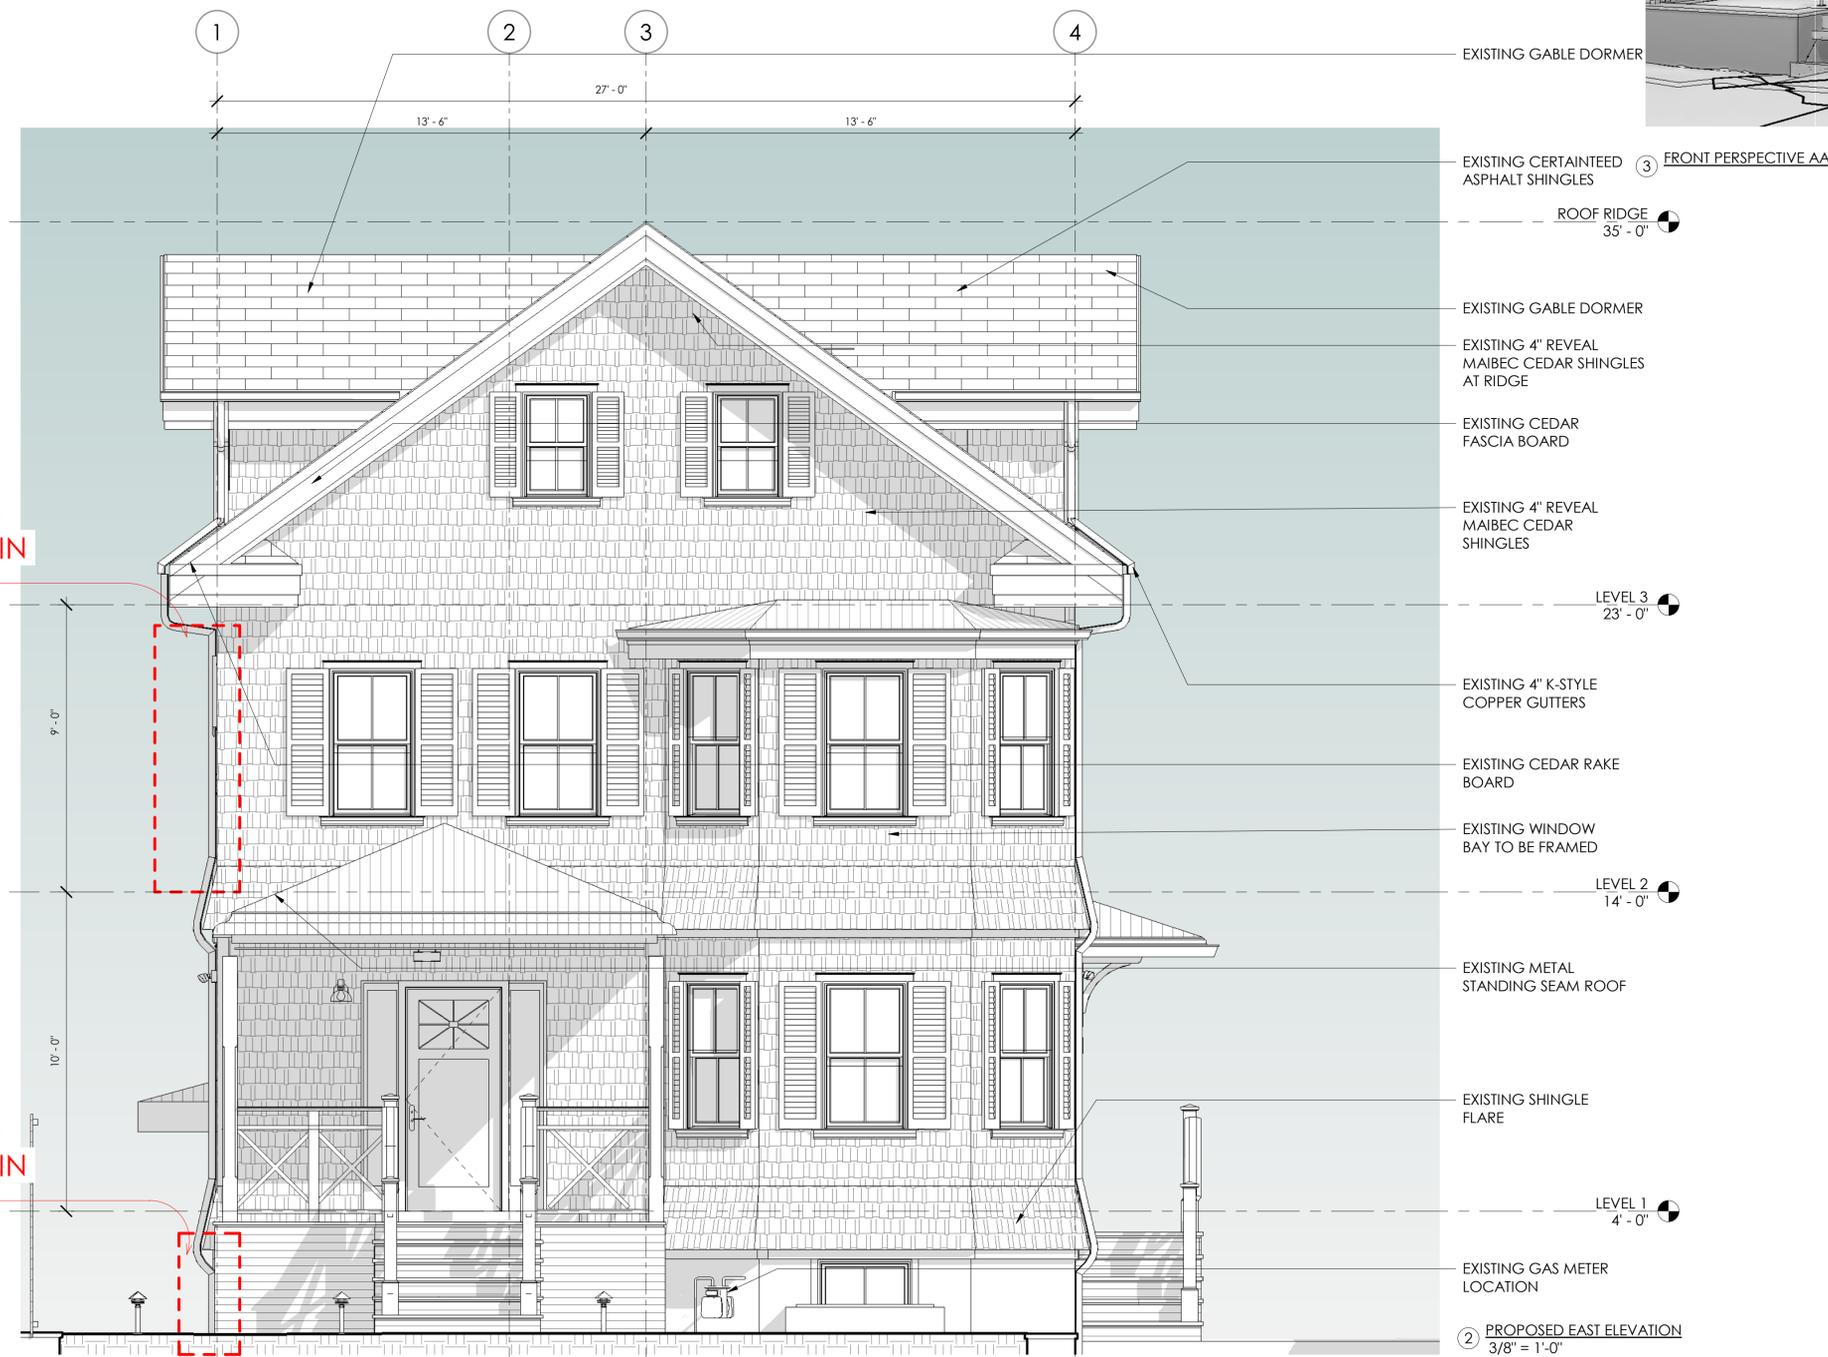 1
2
3
4
EXISTING GABLE DORMER
27' - 0"
13' - 6"
13' - 6"
EXISTING CERTAINTEED
ASPHALT SHINGLES
3
FRONT PERSPECTIVE AA
ROOF RIDGE
35' - 0"
EXISTING GABLE DORMER
EXISTING 4" REVEAL
MAIBEC CEDAR SHINGLES
AT RIDGE
EXISTING CEDAR
FASCIA BOARD
EXISTING 4" REVEAL
MAIBEC CEDAR
SHINGLES
IN
LEVEL 3
23' - 0"
EXISTING 4" K-STYLE
COPPER GUTTERS
9' - 0"
EXISTING CEDAR RAKE
BOARD
EXISTING WINDOW
BAY TO BE FRAMED
LEVEL 2
14' - 0"
EXISTING METAL
STANDING SEAM ROOF
10' - 0"
EXISTING SHINGLE
FLARE
IN
LEVEL 1
4' - 0"
EXISTING GAS METER
LOCATION
2
PROPOSED EAST ELEVATION
3/8" = 1'-0"